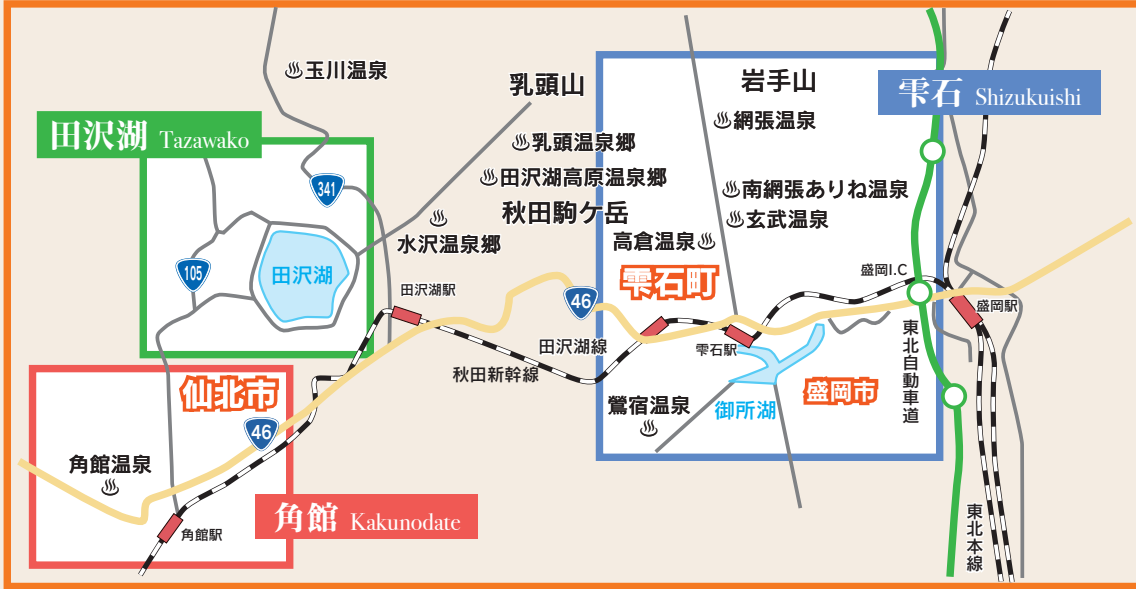 玉川温泉
乳頭山
岩手山
雫石 Shizukuishi
網張温泉
田沢湖 Tazawako
乳頭温泉郷
田沢湖高原温泉郷
341
南網張ありね温泉
秋田駒ケ岳
玄武温泉
水沢温泉郷
高倉温泉
105
田沢湖
盛岡I.C
雫石町
田沢湖駅
46
盛岡駅
田沢湖線
雫石駅
東北自動車道
秋田新幹線
仙北市
盛岡市
鶯宿温泉
御所湖
46
角館温泉
角館 Kakunodate
角館駅
東北本線